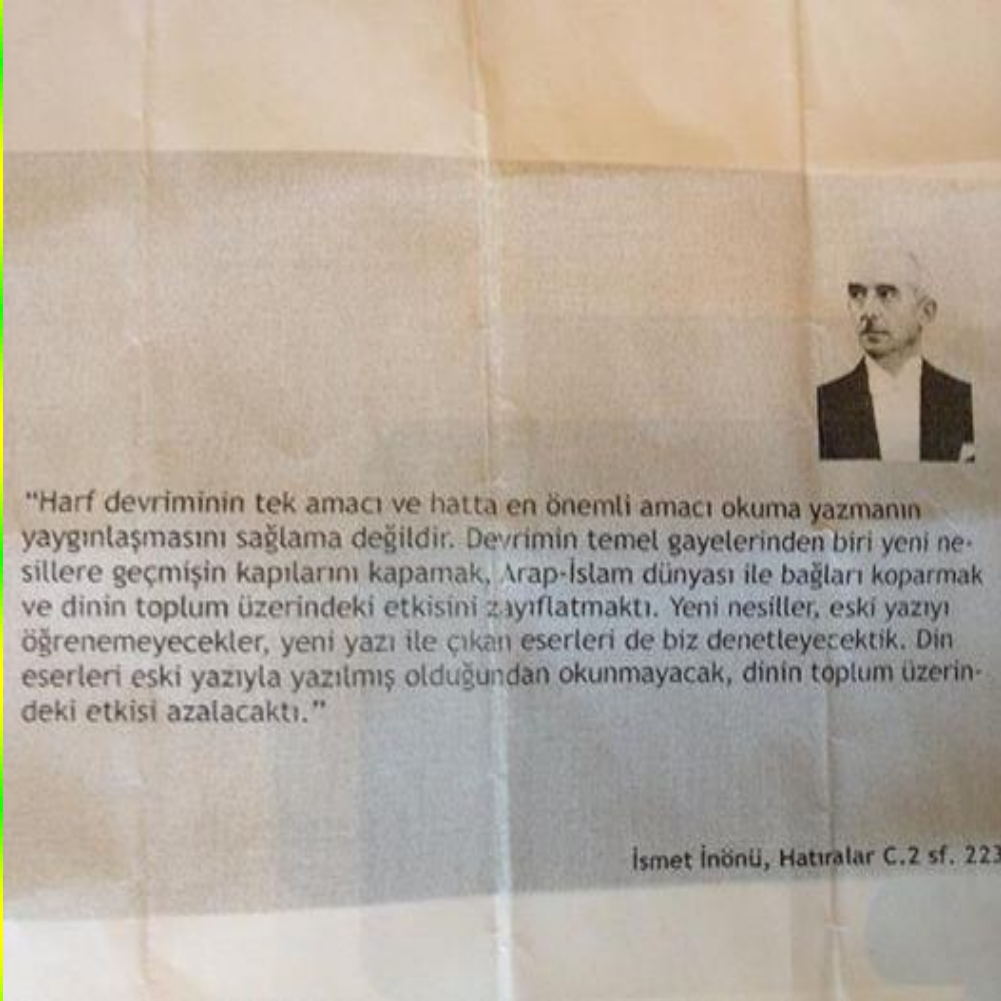 “Harf devriminin tek amacı ve hatta en önemli amacı okuma yazmanın
yaygınlaşmasını sağlama değildir. Devrimin temel gayelerinden biri yeni ne-
sillere geçmişin kapılarını kapamak, Arap-İslam dünyası ile bağları koparmak
ve dinin toplum üzerindeki etkisini zayıflatmaktı. Yeni nesiller, eski yazıyı
öğrenemeyecekler, yeni yazı ile çıkan eserleri de biz denetleyecektik. Din
eserleri eski yazıyla yazılmış olduğundan okunmayacak, dinin toplum üzerin-
deki etkisi azalacaktı.”
İsmet İnönü, Hatıralar C.2 sf. 223